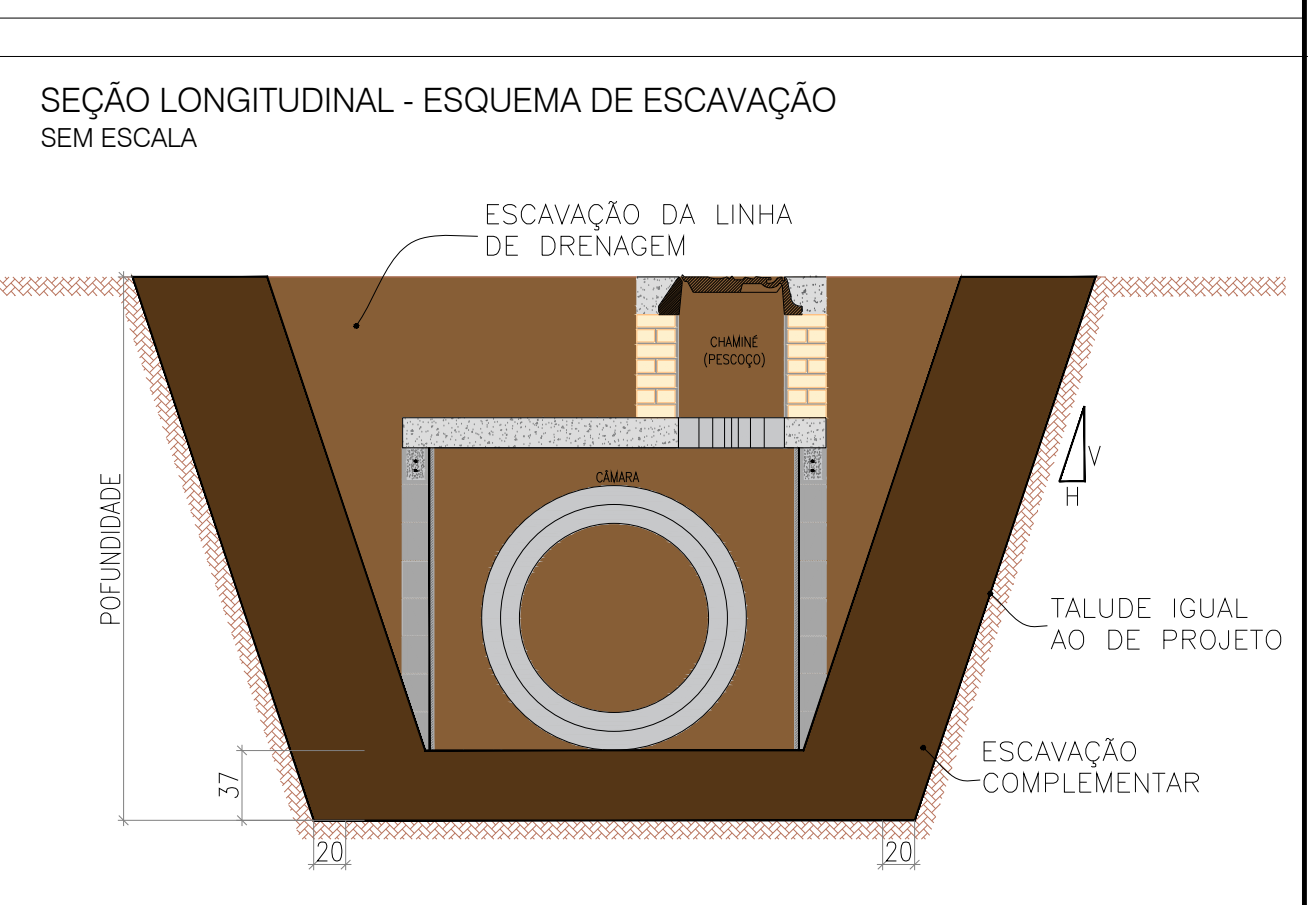 SEÇÃO LONGITUDINAL - ESQUEMA DE ESCAVAÇÃO
SEM ESCALA
ESCAVAÇÃO DA LINHA
DE DRENAGEM
CHAMINÉ
(PESCOÇO)
CÂMARA
V
H
POFUNDIDADE
TALUDE IGUAL
AO DE PROJETO
ESCAVAÇÃO
COMPLEMENTAR
37
20
20